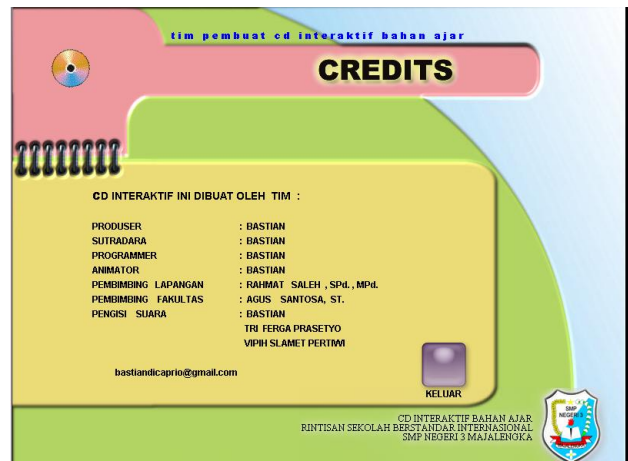 tim pembuat cd interaktif bahan ajar
CREDITS
CD INTERAKTIF INI DIBUAT OLEH TIM :
PRODUSER : BASTIAN
SUTRADARA : BASTIAN
PROGRAMMER : BASTIAN
ANIMATOR : BASTIAN
PEMBIMBING LAPANGAN : RAHMAT SALEH , SPd. , MPd.
PEMBIMBING FAKULTAS : AGUS SANTOSA, ST.
PENGISI SUARA : BASTIAN
TRI FERGA PRASETYO
VIPIH SLAMET PERTIWI
bastiandicaprio@gmail.com
KELUAR
CD INTERAKTIF BAHAN AJAR
RINTISAN SEKOLAH BERSTANDAR INTERNASIONAL
SMP NEGERI 3 MAJALENGKA
SMP
NEGERI 3